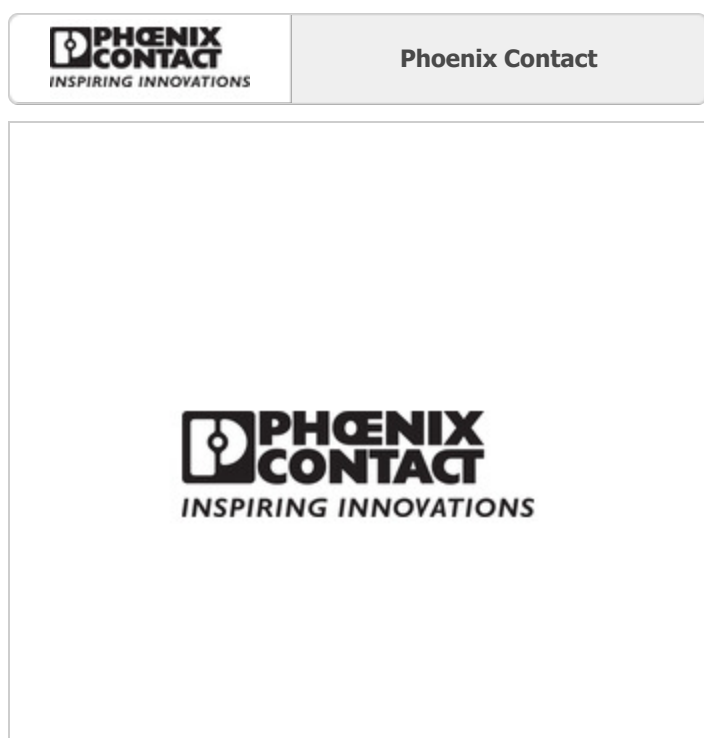 PHŒNIX
CONTACT
INSPIRING INNOVATIONS
Phoenix Contact
PHŒNIX
CONTACT
INSPIRING INNOVATIONS